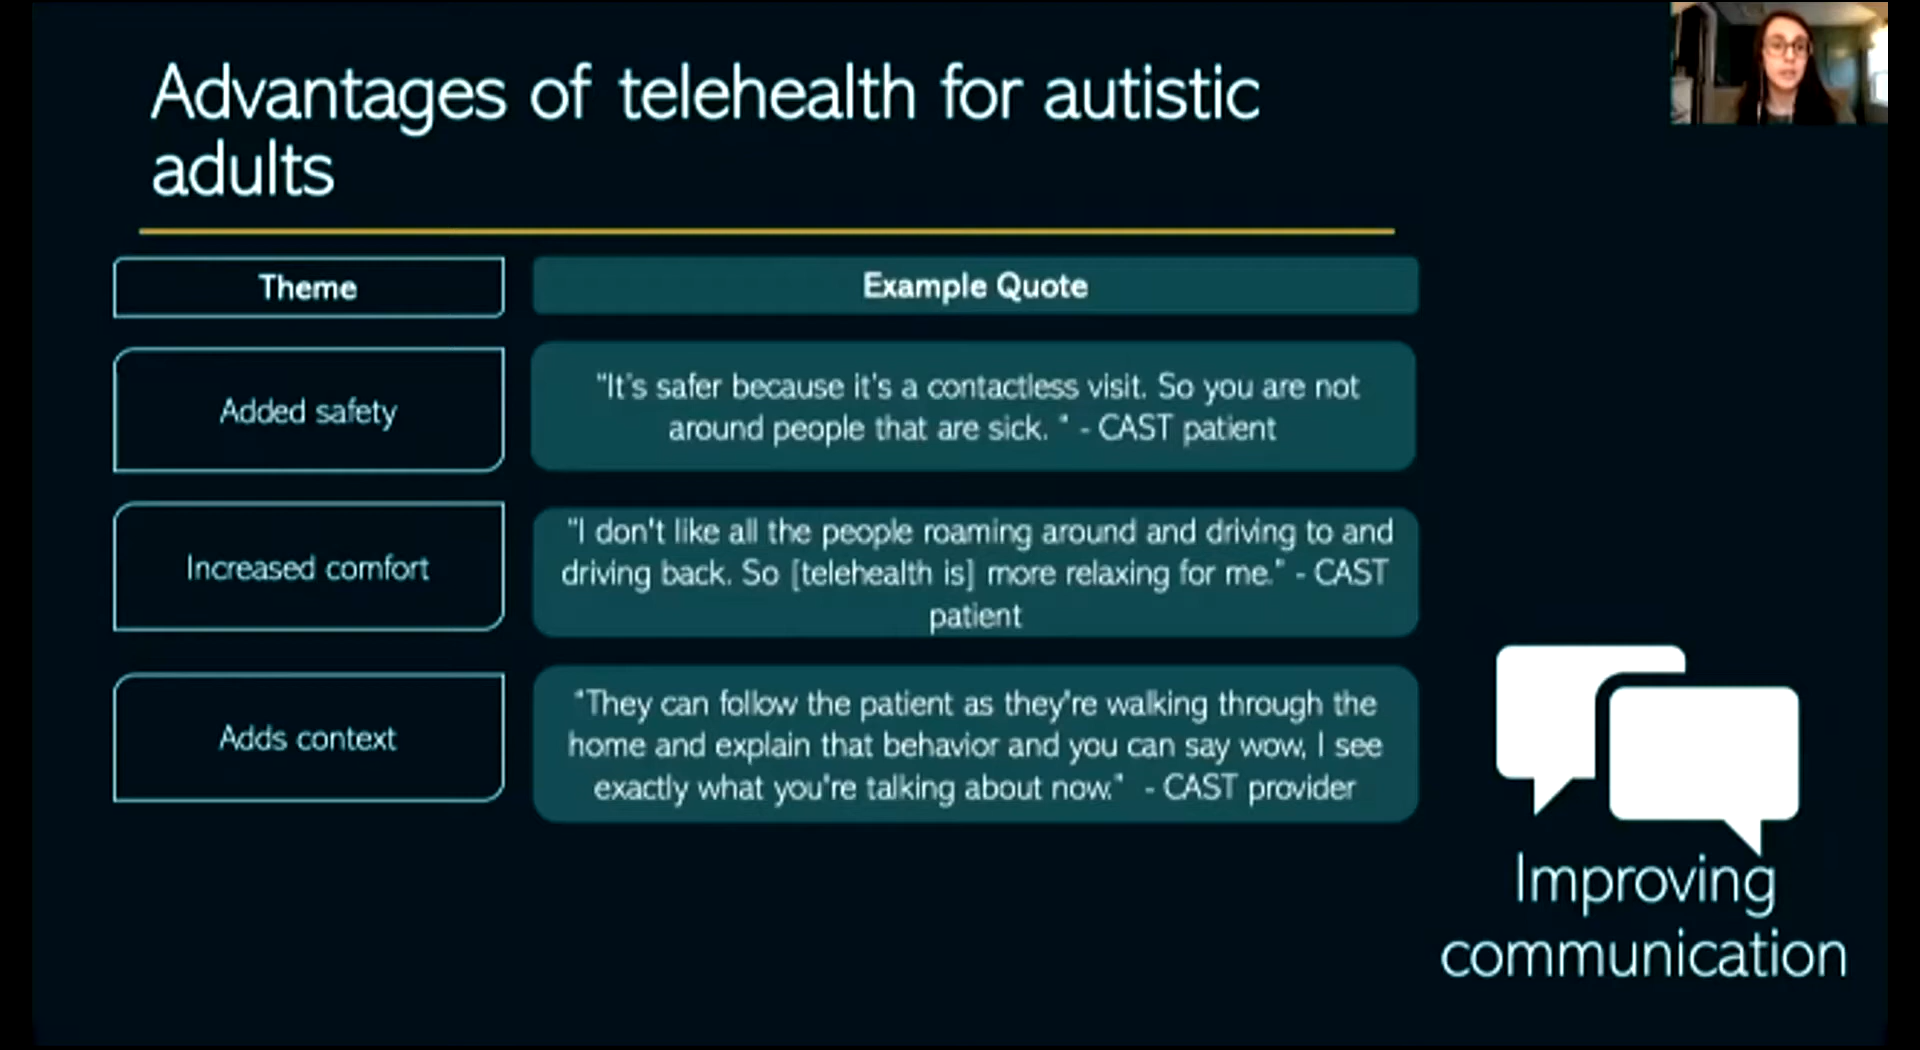 Advantages of telehealth for autistic
adults
Theme
Example Quote
Added safety
"It's safer because it's a contactless visit. So you are not
around people that are sick. " - CAST patient
Increased comfort
"I don't like all the people roaming around and driving to and
driving back. So [telehealth is] more relaxing for me." - CAST
patient
Adds context
"They can follow the patient as they're walking through the
home and explain that behavior and you can say wow, I see
exactly what you're talking about now." - CAST provider
Improving
communication